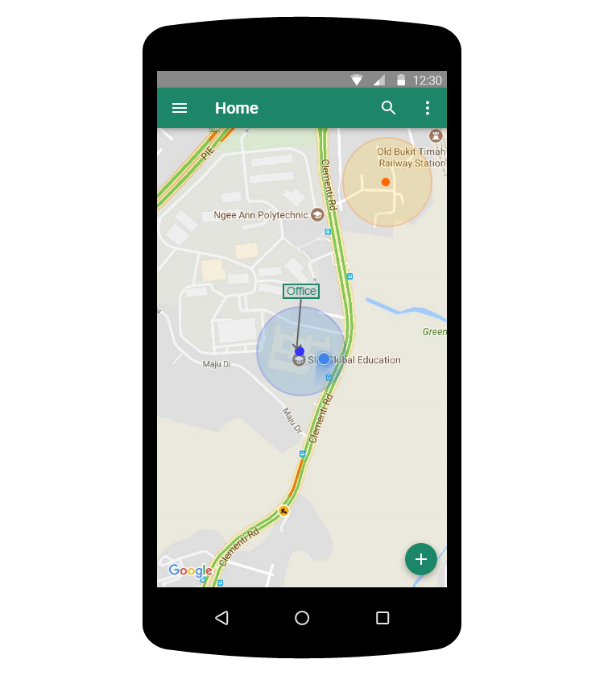 12:30
Home
PIE
Clementi Rd
Old Bukit Timah
Railway Station
Ngee Ann Polytechnic
Office
Green
Global Education
Maju Dr
Maju Dr
Clementi Rd
Clementi Rd
Google